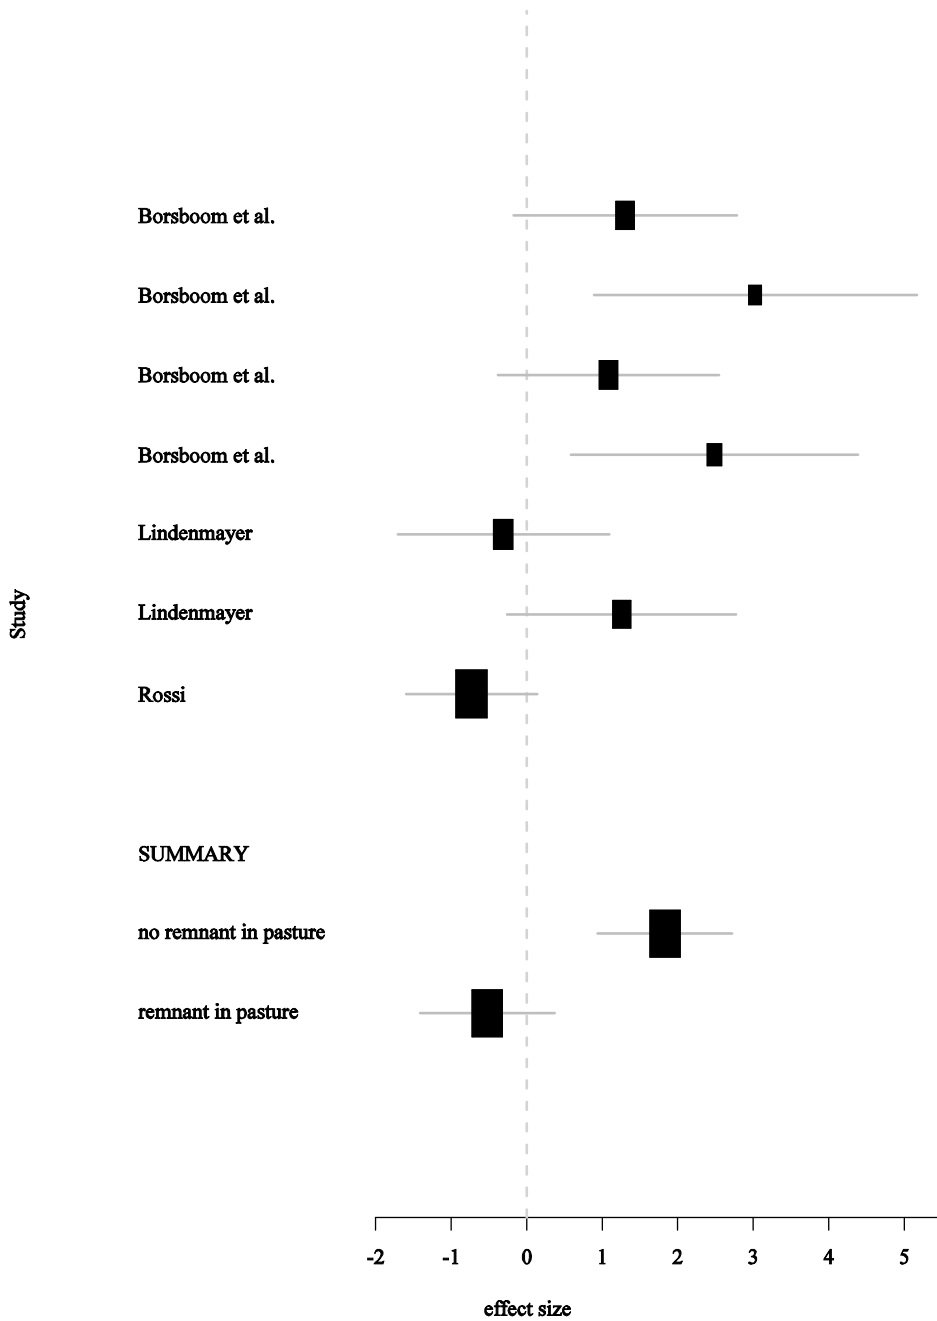 Borsboom et al.
Borsboom et al.
Borsboom et al.
Borsboom et al.
Lindenmayer
Lindenmayer
Rossi
SUMMARY
no remnant in pasture
remnant in pasture
Study
-2 -1 0 1 2 3 4 5
effect size